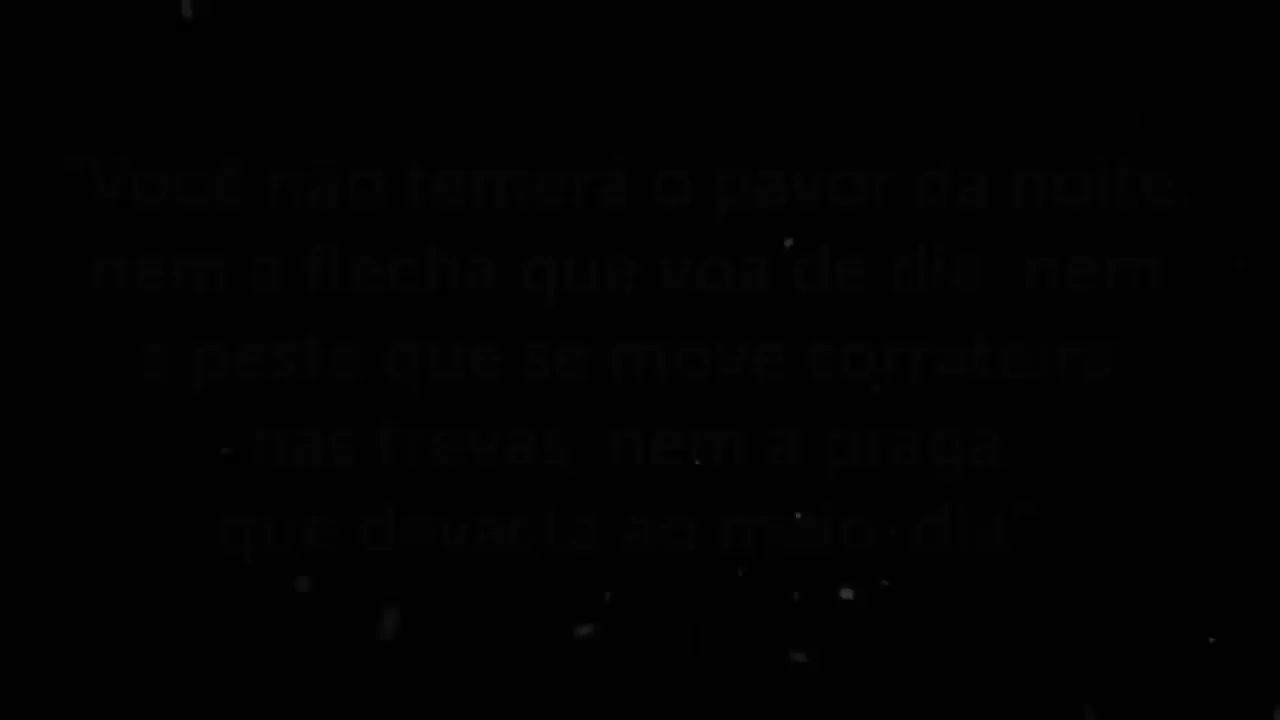 "Você não temerá o pavor da noite,
nem a flecha que voa de dia, nem
a peste que se move sorrateira
nas trevas, nem a praga
que devasta ao meio-dia"